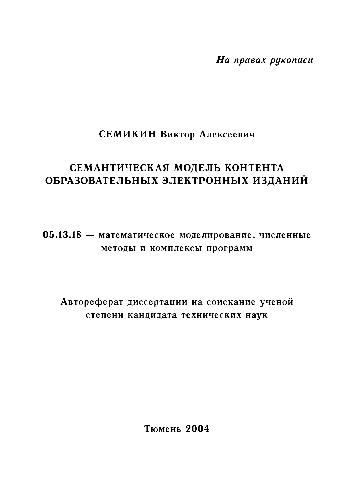 На правах рукописи
СЕМИКИН Виктор Алексеевич
СЕМАНТИЧЕСКАЯ МОДЕЛЬ КОНТЕНТА
ОБРАЗОВАТЕЛЬНЫХ ЭЛЕКТРОННЫХ ИЗДАНИЙ
05.13.18 — математическое моделирование, численные
методы и комплексы программ
Автореферат диссертации на соискание ученой
степени кандидата технических наук
Тюмень 2004